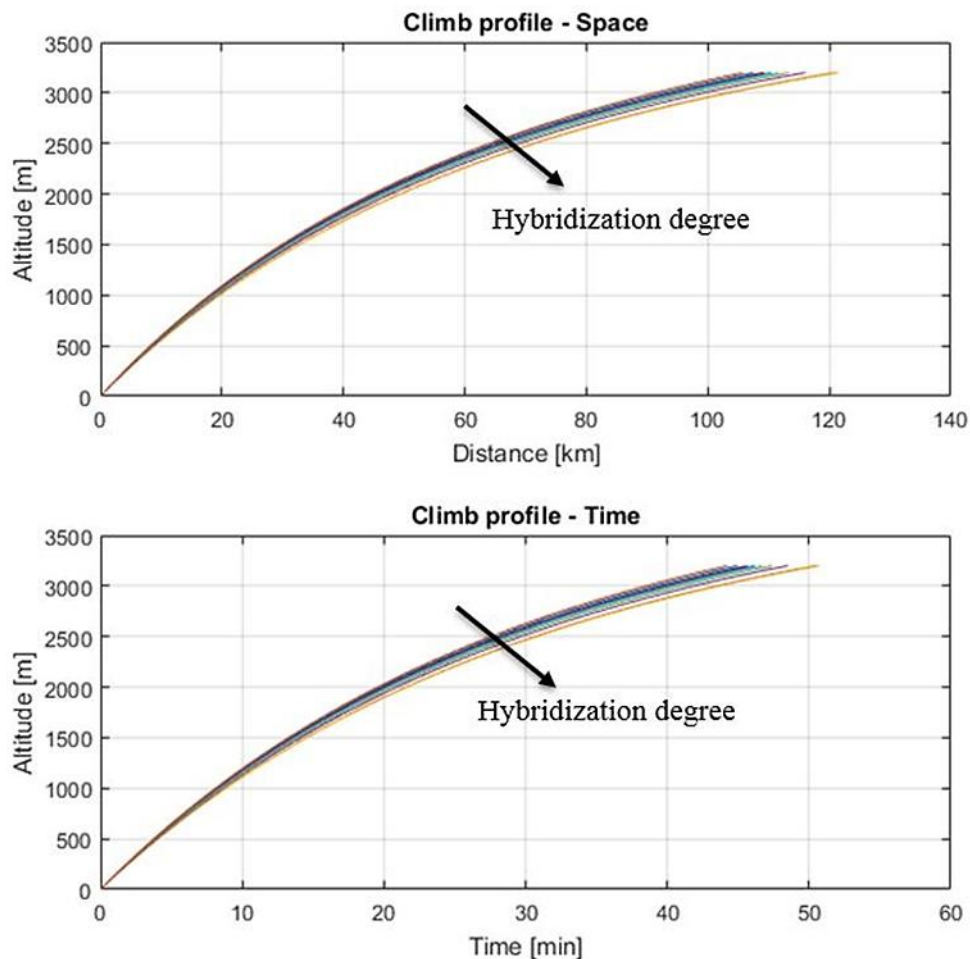 Climb profile - Space
3500
3000
2500
2000
1500
1000
500
0
Altitude [m]
Hybridization degree
0 20 40 60 80 100 120 140
Distance [km]
Climb profile - Time
3500
3000
2500
2000
1500
1000
500
0
Altitude [m]
Hybridization degree
0 10 20 30 40 50 60
Time [min]